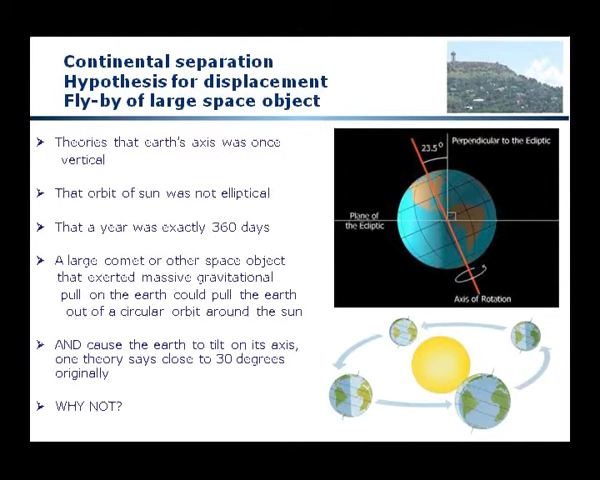 Continental separation
Hypothesis for displacement
Fly-by of large space object
Theories that earth's axis was once
vertical
That orbit of sun was not elliptical
That a year was exactly 360 days
A large comet or other space object
that exerted massive gravitational
pull on the earth could pull the earth
out of a circular orbit around the sun
AND cause the earth to tilt on its axis,
one theory says close to 30 degrees
originally
WHY NOT?
23.5°
Perpendicular to the Ecliptic
Plane of
the Ecliptic
Axis of Rotation